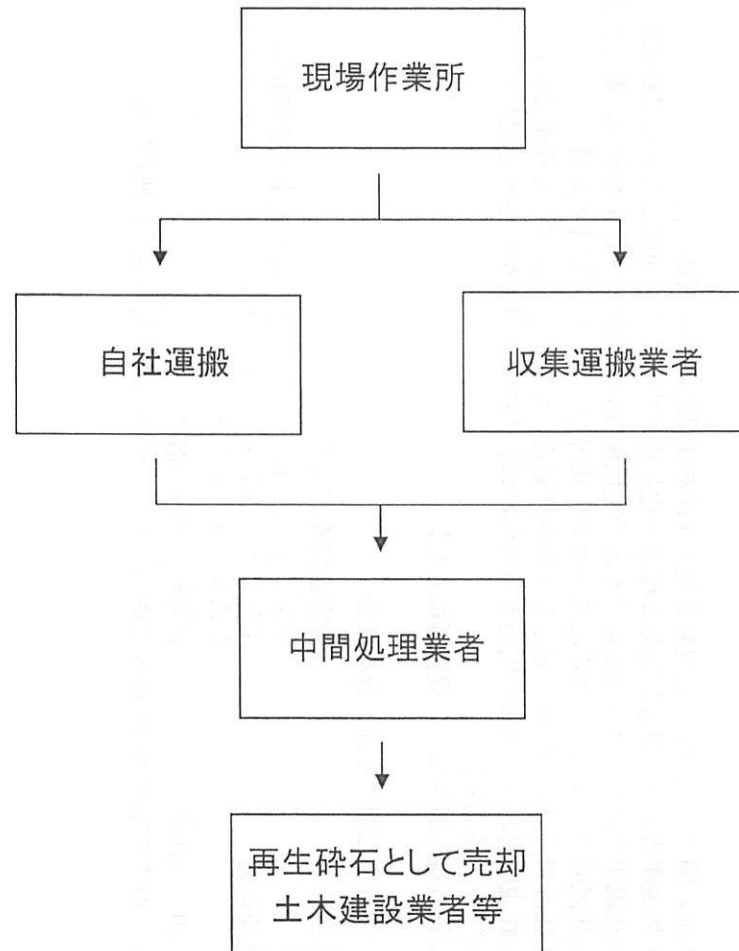 現場作業所
自社運搬
収集運搬業者
中間処理業者
再生砕石として売却
土木建設業者等